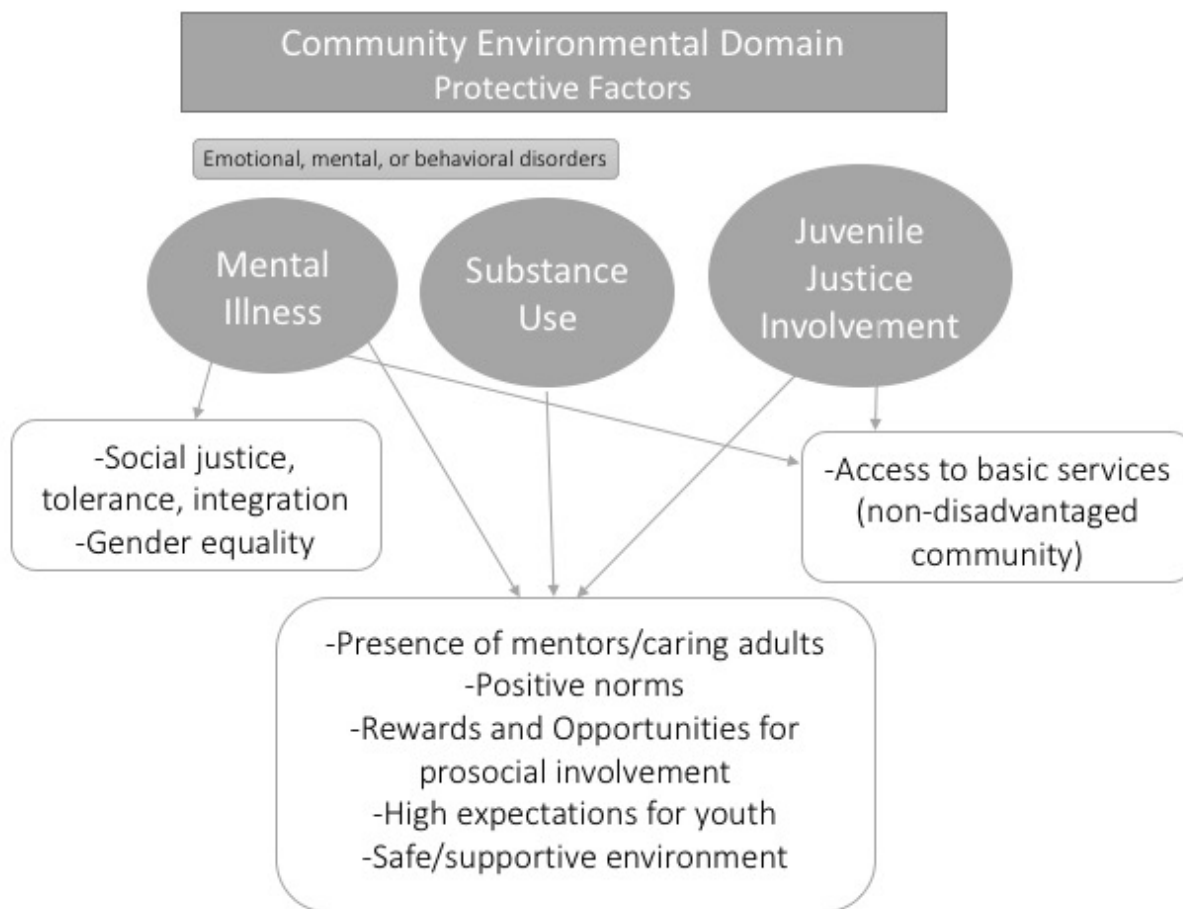 Community Environmental Domain
Protective Factors
Emotional, mental, or behavioral disorders
Mental
Illness
Substance
Use
Juvenile
Justice
Involvement
-Social justice,
tolerance, integration
-Gender equality
-Access to basic services
(non-disadvantaged
community)
-Presence of mentors/caring adults
-Positive norms
-Rewards and Opportunities for
prosocial involvement
-High expectations for youth
-Safe/supportive environment